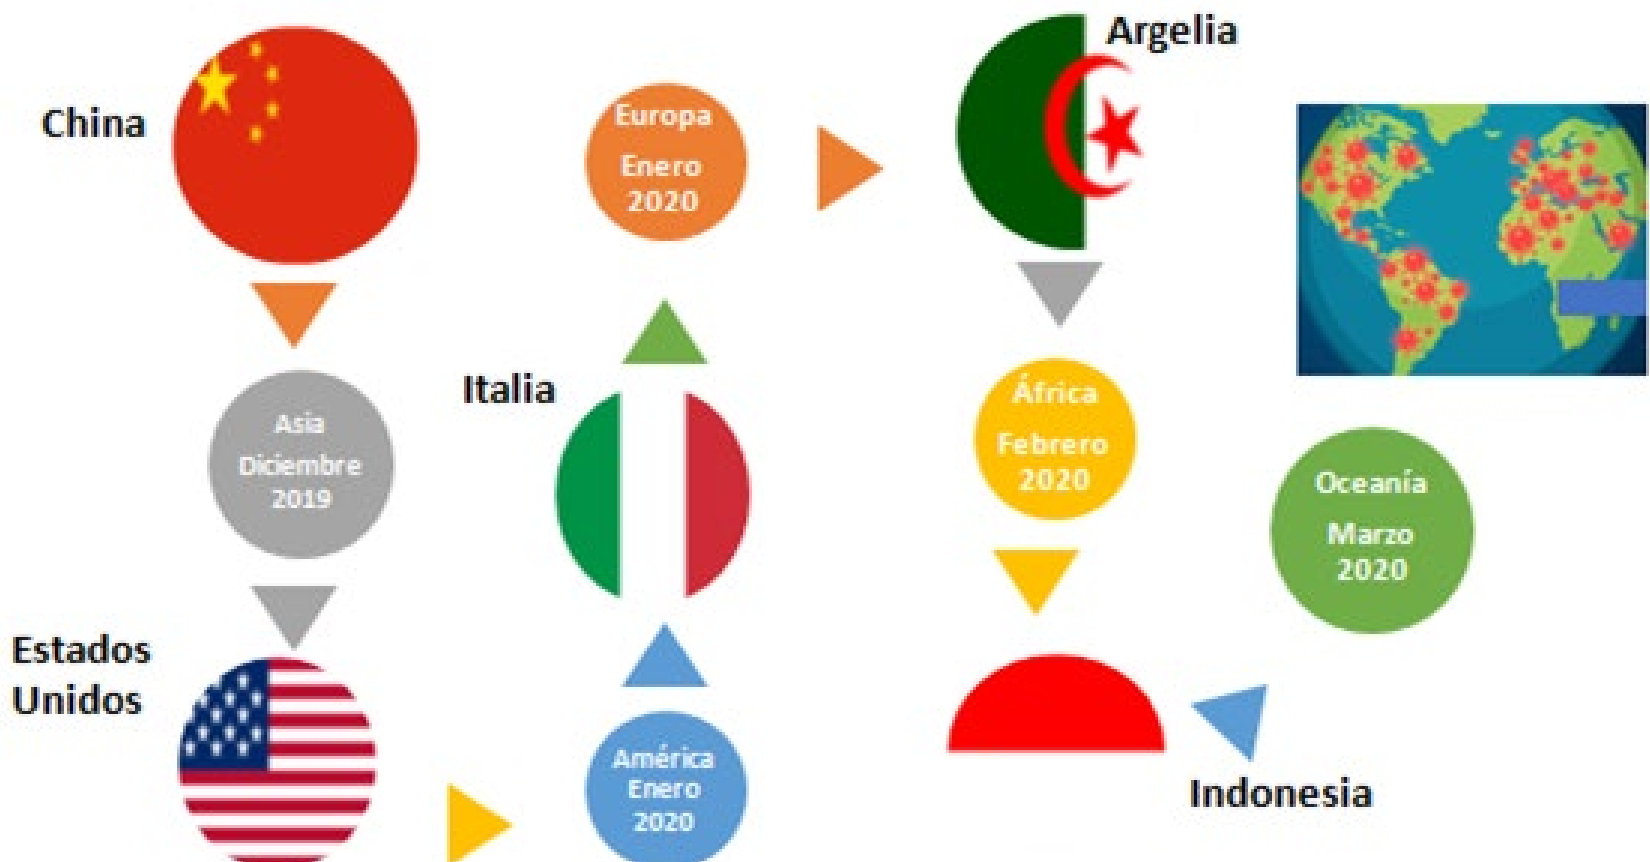 China
Asia
Diciembre
2019
Estados
Unidos
América
Enero
2020
Italia
Europa
Enero
2020
Argelia
África
Febrero
2020
Indonesia
Oceanía
Marzo
2020